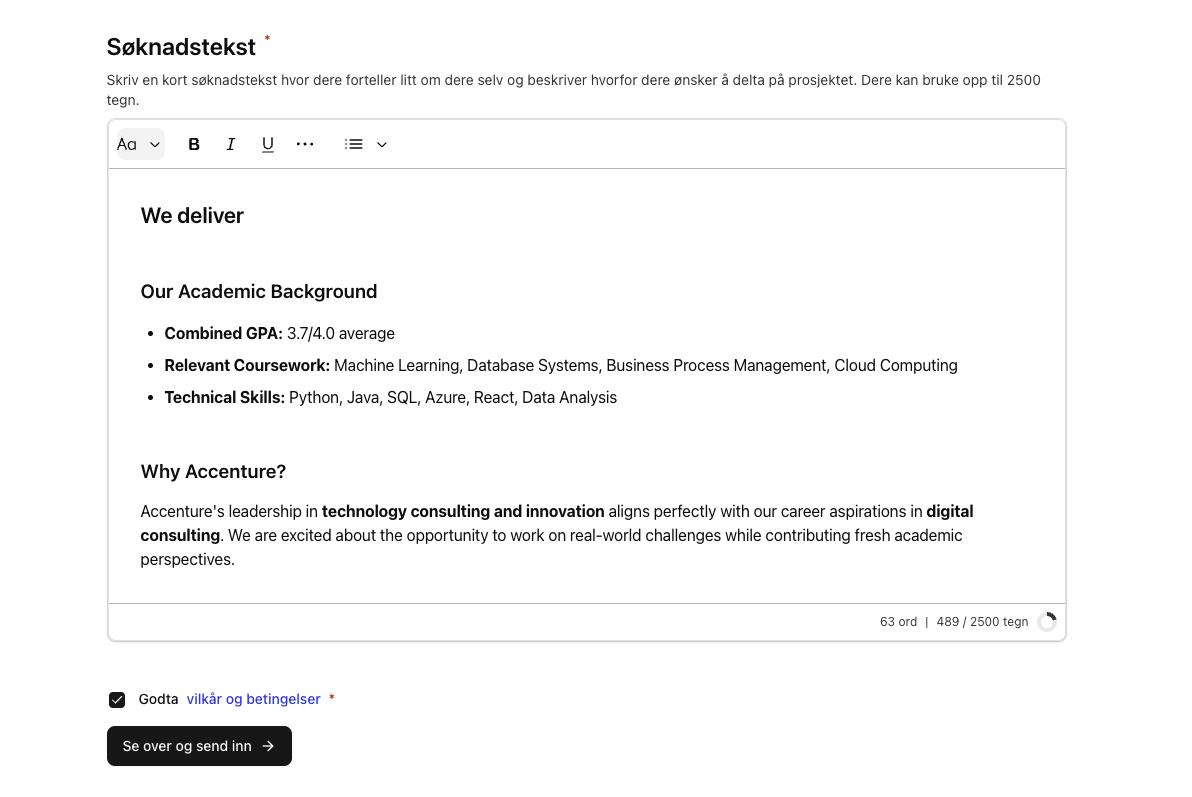 Søknadstekst *
Skriv en kort søknadstekst hvor dere forteller litt om dere selv og beskriver hvorfor dere ønsker å delta på prosjektet. Dere kan bruke opp til 2500
tegn.
Aa B I U
We deliver
Our Academic Background
• Combined GPA: 3.7/4.0 average
• Relevant Coursework: Machine Learning, Database Systems, Business Process Management, Cloud Computing
• Technical Skills: Python, Java, SQL, Azure, React, Data Analysis
Why Accenture?
Accenture's leadership in technology consulting and innovation aligns perfectly with our career aspirations in digital
consulting. We are excited about the opportunity to work on real-world challenges while contributing fresh academic
perspectives.
63 ord | 489 / 2500 tegn
Godta vilkår og betingelser *
Se over og send inn →